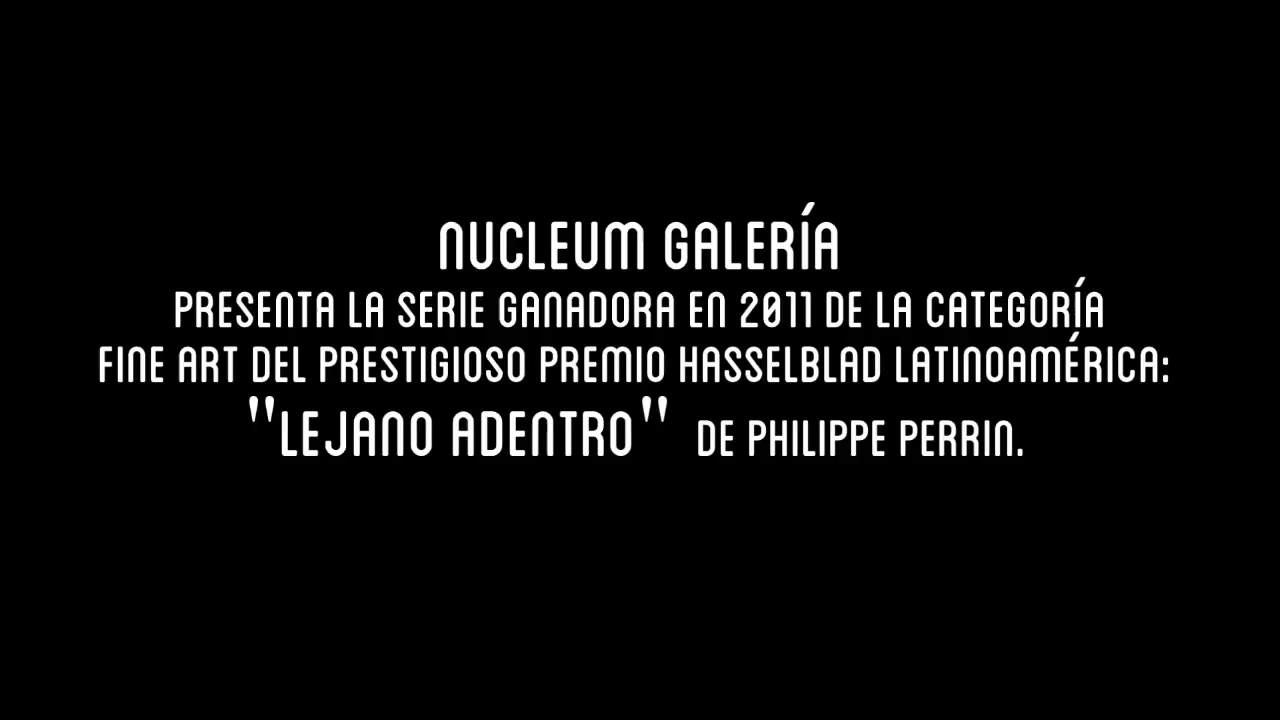 NUCLEUM GALERÍA
PRESENTA LA SERIE GANADORA EN 2011 DE LA CATEGORÍA
FINE ART DEL PRESTIGIOSO PREMIO HASSELBLAD LATINOAMÉRICA:
"LEJANO ADENTRO" DE PHILIPPE PERRIN.